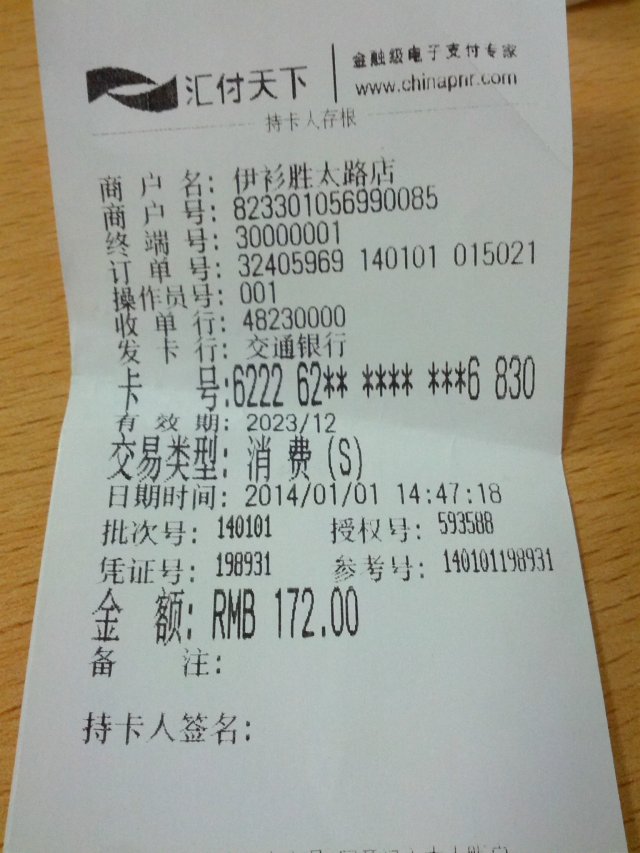 汇付天下
金融级电子支付专家
www.chinapnr.com
持卡人存根
商户名: 伊衫胜太路店
商户号: 823301056990085
终端号: 30000001
订单号: 32405969 140101 015021
操作员号: 001
收单行: 48230000
发卡行: 交通银行
卡号:6222 62** **** ***6 830
有效期: 2023/12
交易类型: 消费(S)
日期时间: 2014/01/01 14:47:18
批次号: 140101 授权号: 593588
凭证号: 198931 参考号: 140101198931
金额: RMB 172.00
备注:
持卡人签名: